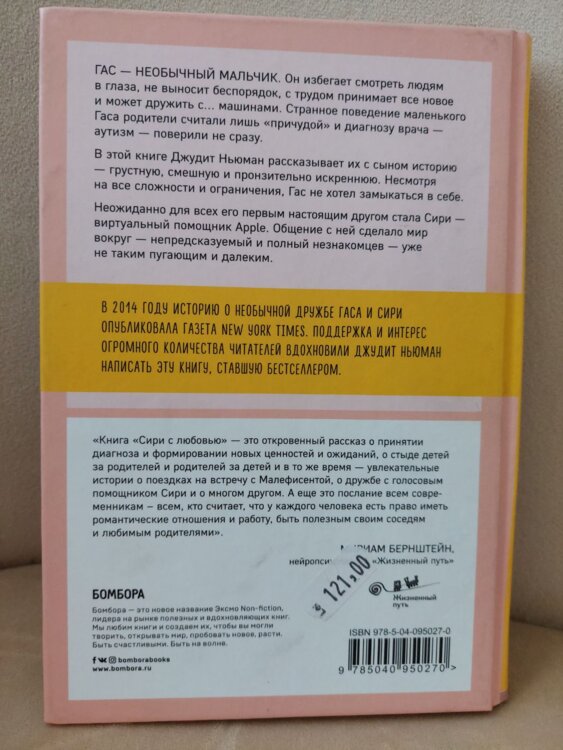 ГАС — НЕОБЫЧНЫЙ МАЛЬЧИК. Он избегает смотреть людям
в глаза, не выносит беспорядок, с трудом принимает все новое
и может дружить с... машинами. Странное поведение маленького
Гаса родители считали лишь «причудой» и диагнозу врача —
аутизм — поверили не сразу.
В этой книге Джудит Ньюман рассказывает их с сыном историю
— грустную, смешную и пронзительно искреннюю. Несмотря
на все сложности и ограничения, Гас не хотел замыкаться в себе.
Неожиданно для всех его первым настоящим другом стала Сири —
виртуальный помощник Apple. Общение с ней сделало мир
вокруг — непредсказуемый и полный незнакомцев — уже
не таким пугающим и далеким.
В 2014 ГОДУ ИСТОРИЮ О НЕОБЫЧНОЙ ДРУЖБЕ ГАСА И СИРИ
ОПУБЛИКОВАЛА ГАЗЕТА NEW YORK TIMES. ПОДДЕРЖКА И ИНТЕРЕС
ОГРОМНОГО КОЛИЧЕСТВА ЧИТАТЕЛЕЙ ВДОХНОВИЛИ ДЖУДИТ НЬЮМАН
НАПИСАТЬ ЭТУ КНИГУ, СТАВШУЮ БЕСТСЕЛЛЕРОМ.
«Книга «Сири с любовью» — это откровенный рассказ о принятии
диагноза и формировании новых ценностей и ожиданий, о стыде детей
за родителей и родителей за детей и в то же время — увлекательные
истории о поездках на встречу с Малефисентой, о дружбе с голосовым
помощником Сири и о многом другом. А еще это послание всем совре-
менникам – всем, кто считает, что у каждого человека есть право иметь
романтические отношения и работу, быть полезным своим соседям
и любимым родителями».
БЕРНШТЕЙН,
«Жизненный путь»
121,00
Жизненный
путь
БОМБОРА
Бомбора — это новое название Эксмо Non-fiction,
лидера на рынке полезных и вдохновляющих книг.
Мы любим книги и создаем их, чтобы вы могли
творить, открывать мир, пробовать новое, расти.
Быть счастливыми. Быть на волне.
bomborabooks
www.bombora.ru
ISBN 978-5-04-095027-0
9 785040 950270 >